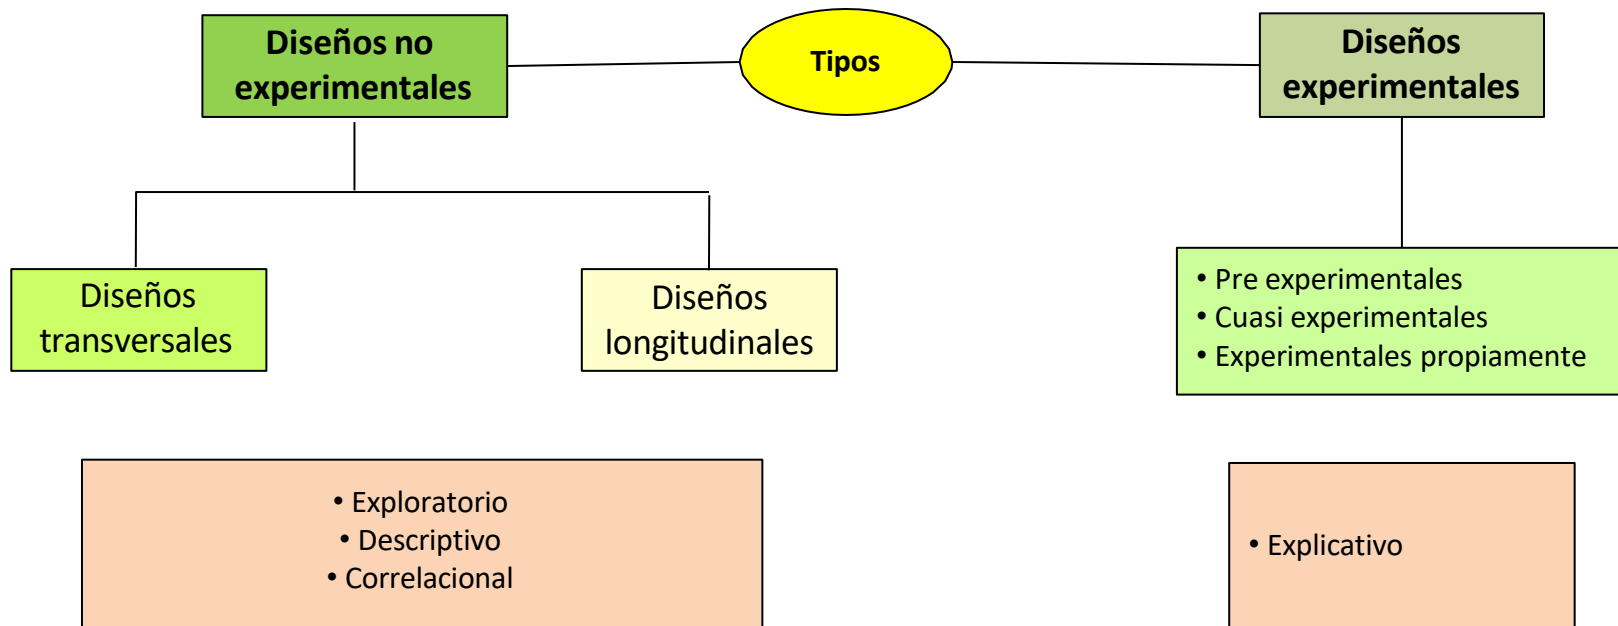 Diseños no
experimentales
Tipos
Diseños
experimentales
Diseños
transversales
Diseños
longitudinales
• Pre experimentales
• Cuasi experimentales
• Experimentales propiamente
• Exploratorio
• Descriptivo
• Correlacional
• Explicativo